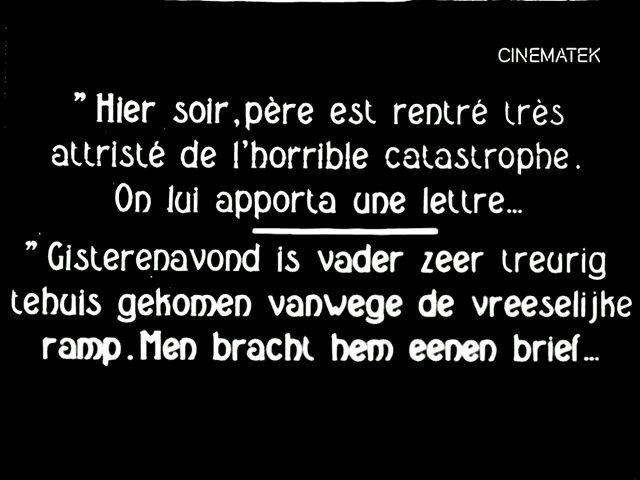 CINEMATEK
”Hier soir,père est rentré très
attristé de l'horrible catastrophe.
On lui apporta une lettre...
”Gisterenavond is vader zeer treurig
tehuis gekomen vanwege de vreeselijke
ramp.Men bracht hem eenen brief...